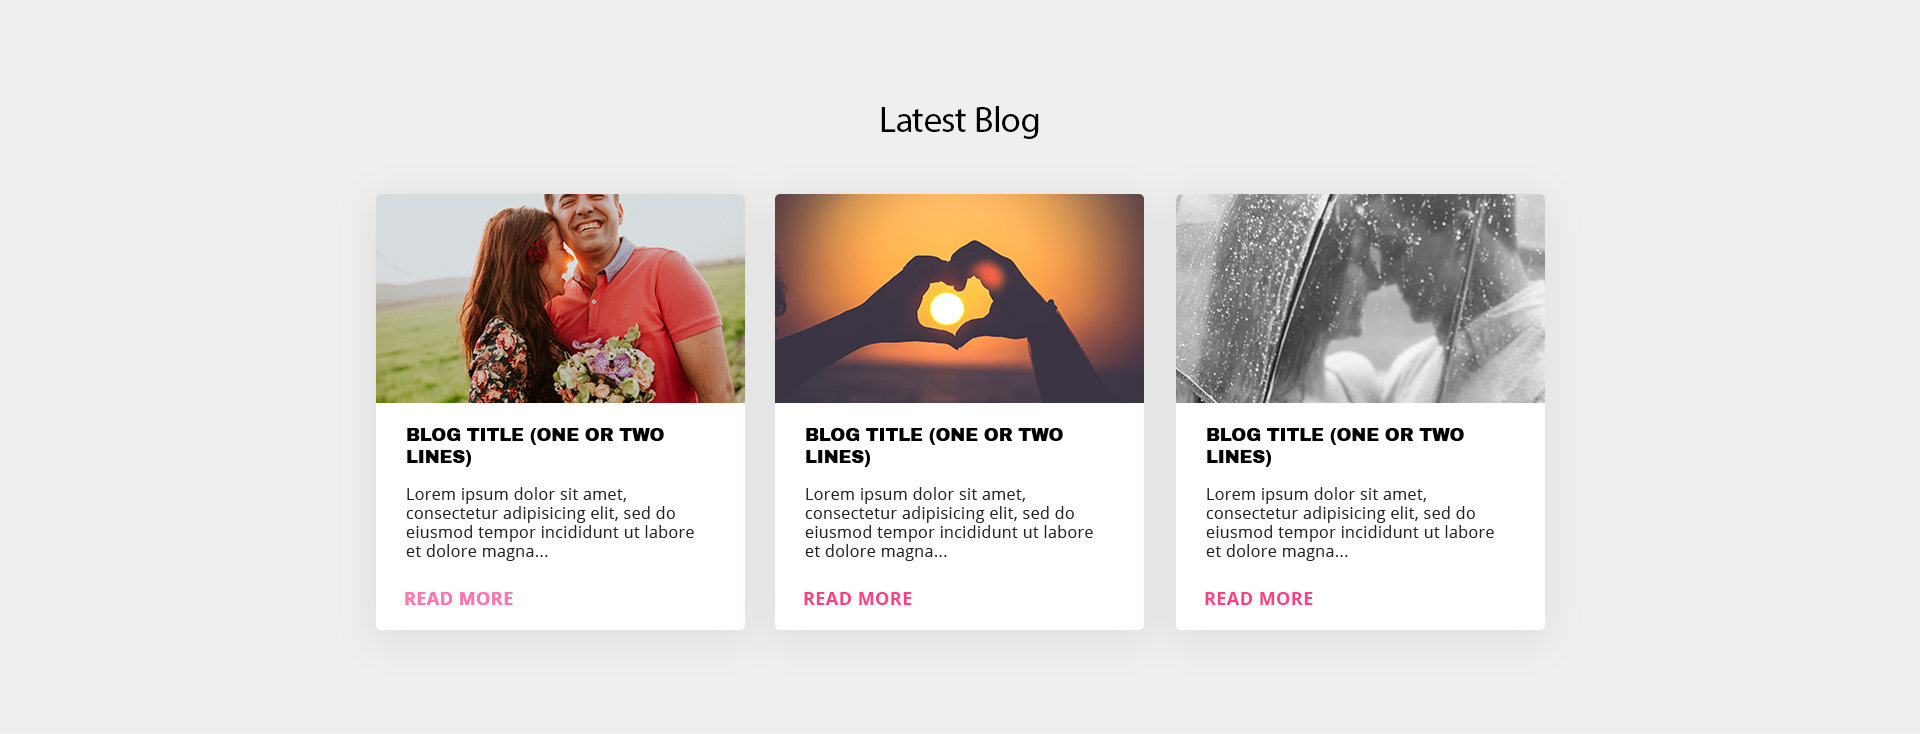 Latest Blog
BLOG TITLE (ONE OR TWO
LINES)
Lorem ipsum dolor sit amet,
consectetur adipisicing elit, sed do
eiusmod tempor incididunt ut labore
et dolore magna...
READ MORE
BLOG TITLE (ONE OR TWO
LINES)
Lorem ipsum dolor sit amet,
consectetur adipisicing elit, sed do
eiusmod tempor incididunt ut labore
et dolore magna...
READ MORE
BLOG TITLE (ONE OR TWO
LINES)
Lorem ipsum dolor sit amet,
consectetur adipisicing elit, sed do
eiusmod tempor incididunt ut labore
et dolore magna...
READ MORE